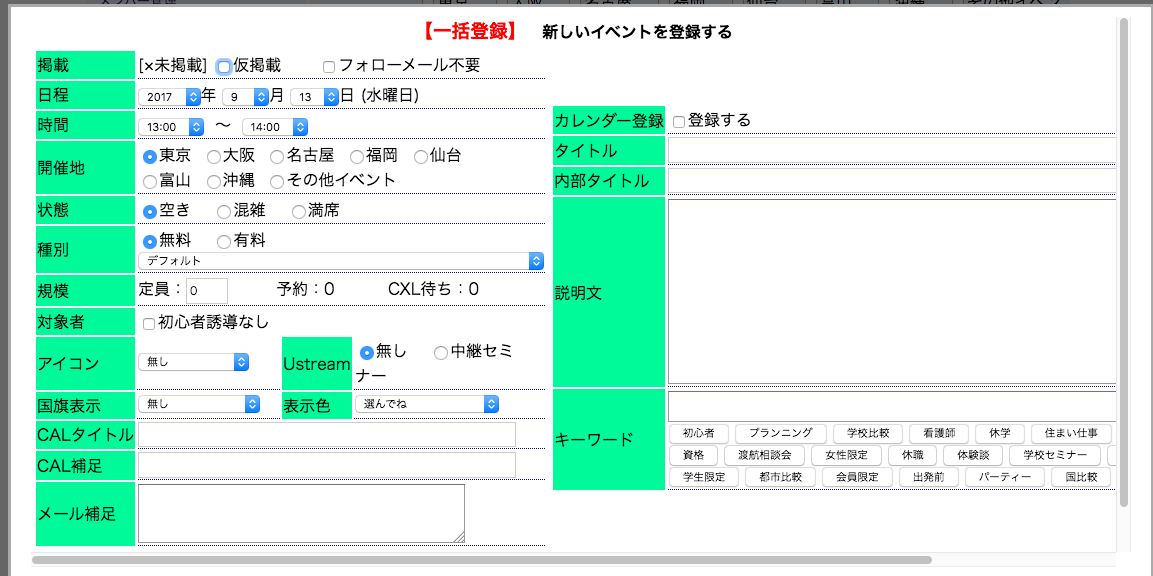 【一括登録】 新しいイベントを登録する
掲載 [×未掲載] 仮掲載 フォローメール不要
日程 2017 年 9 月 13 日 (水曜日)
時間 13:00 ～ 14:00
開催地 東京 大阪 名古屋 福岡 仙台
富山 沖縄 その他イベント
状態 空き 混雑 満席
種別 無料 有料
デフォルト
規模 定員：0 予約：0 CXL待ち：0
対象者 初心者誘導なし
アイコン 無し Ustream 無し 中継セミ
ナー
国旗表示 無し 表示色 選んでね
CALタイトル
CAL補足
メール補足
カレンダー登録 登録する
タイトル
内部タイトル
説明文
キーワード
初心者 プランニング 学校比較 看護師 休学 住まい仕事
資格 渡航相談会 女性限定 休職 体験談 学校セミナー
学生限定 都市比較 会員限定 出発前 パーティー 国比較